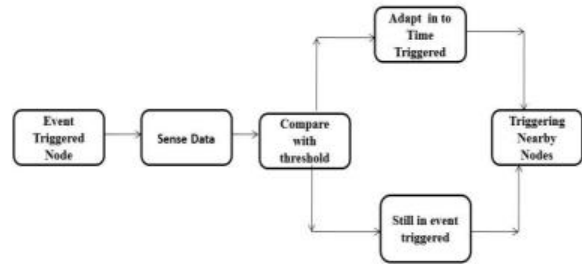 Adapt in to
Time
Triggered
Event
Triggered
Node
Sense Data
Compare
with
threshold
Triggering
Nearby
Nodes
Still in event
triggered